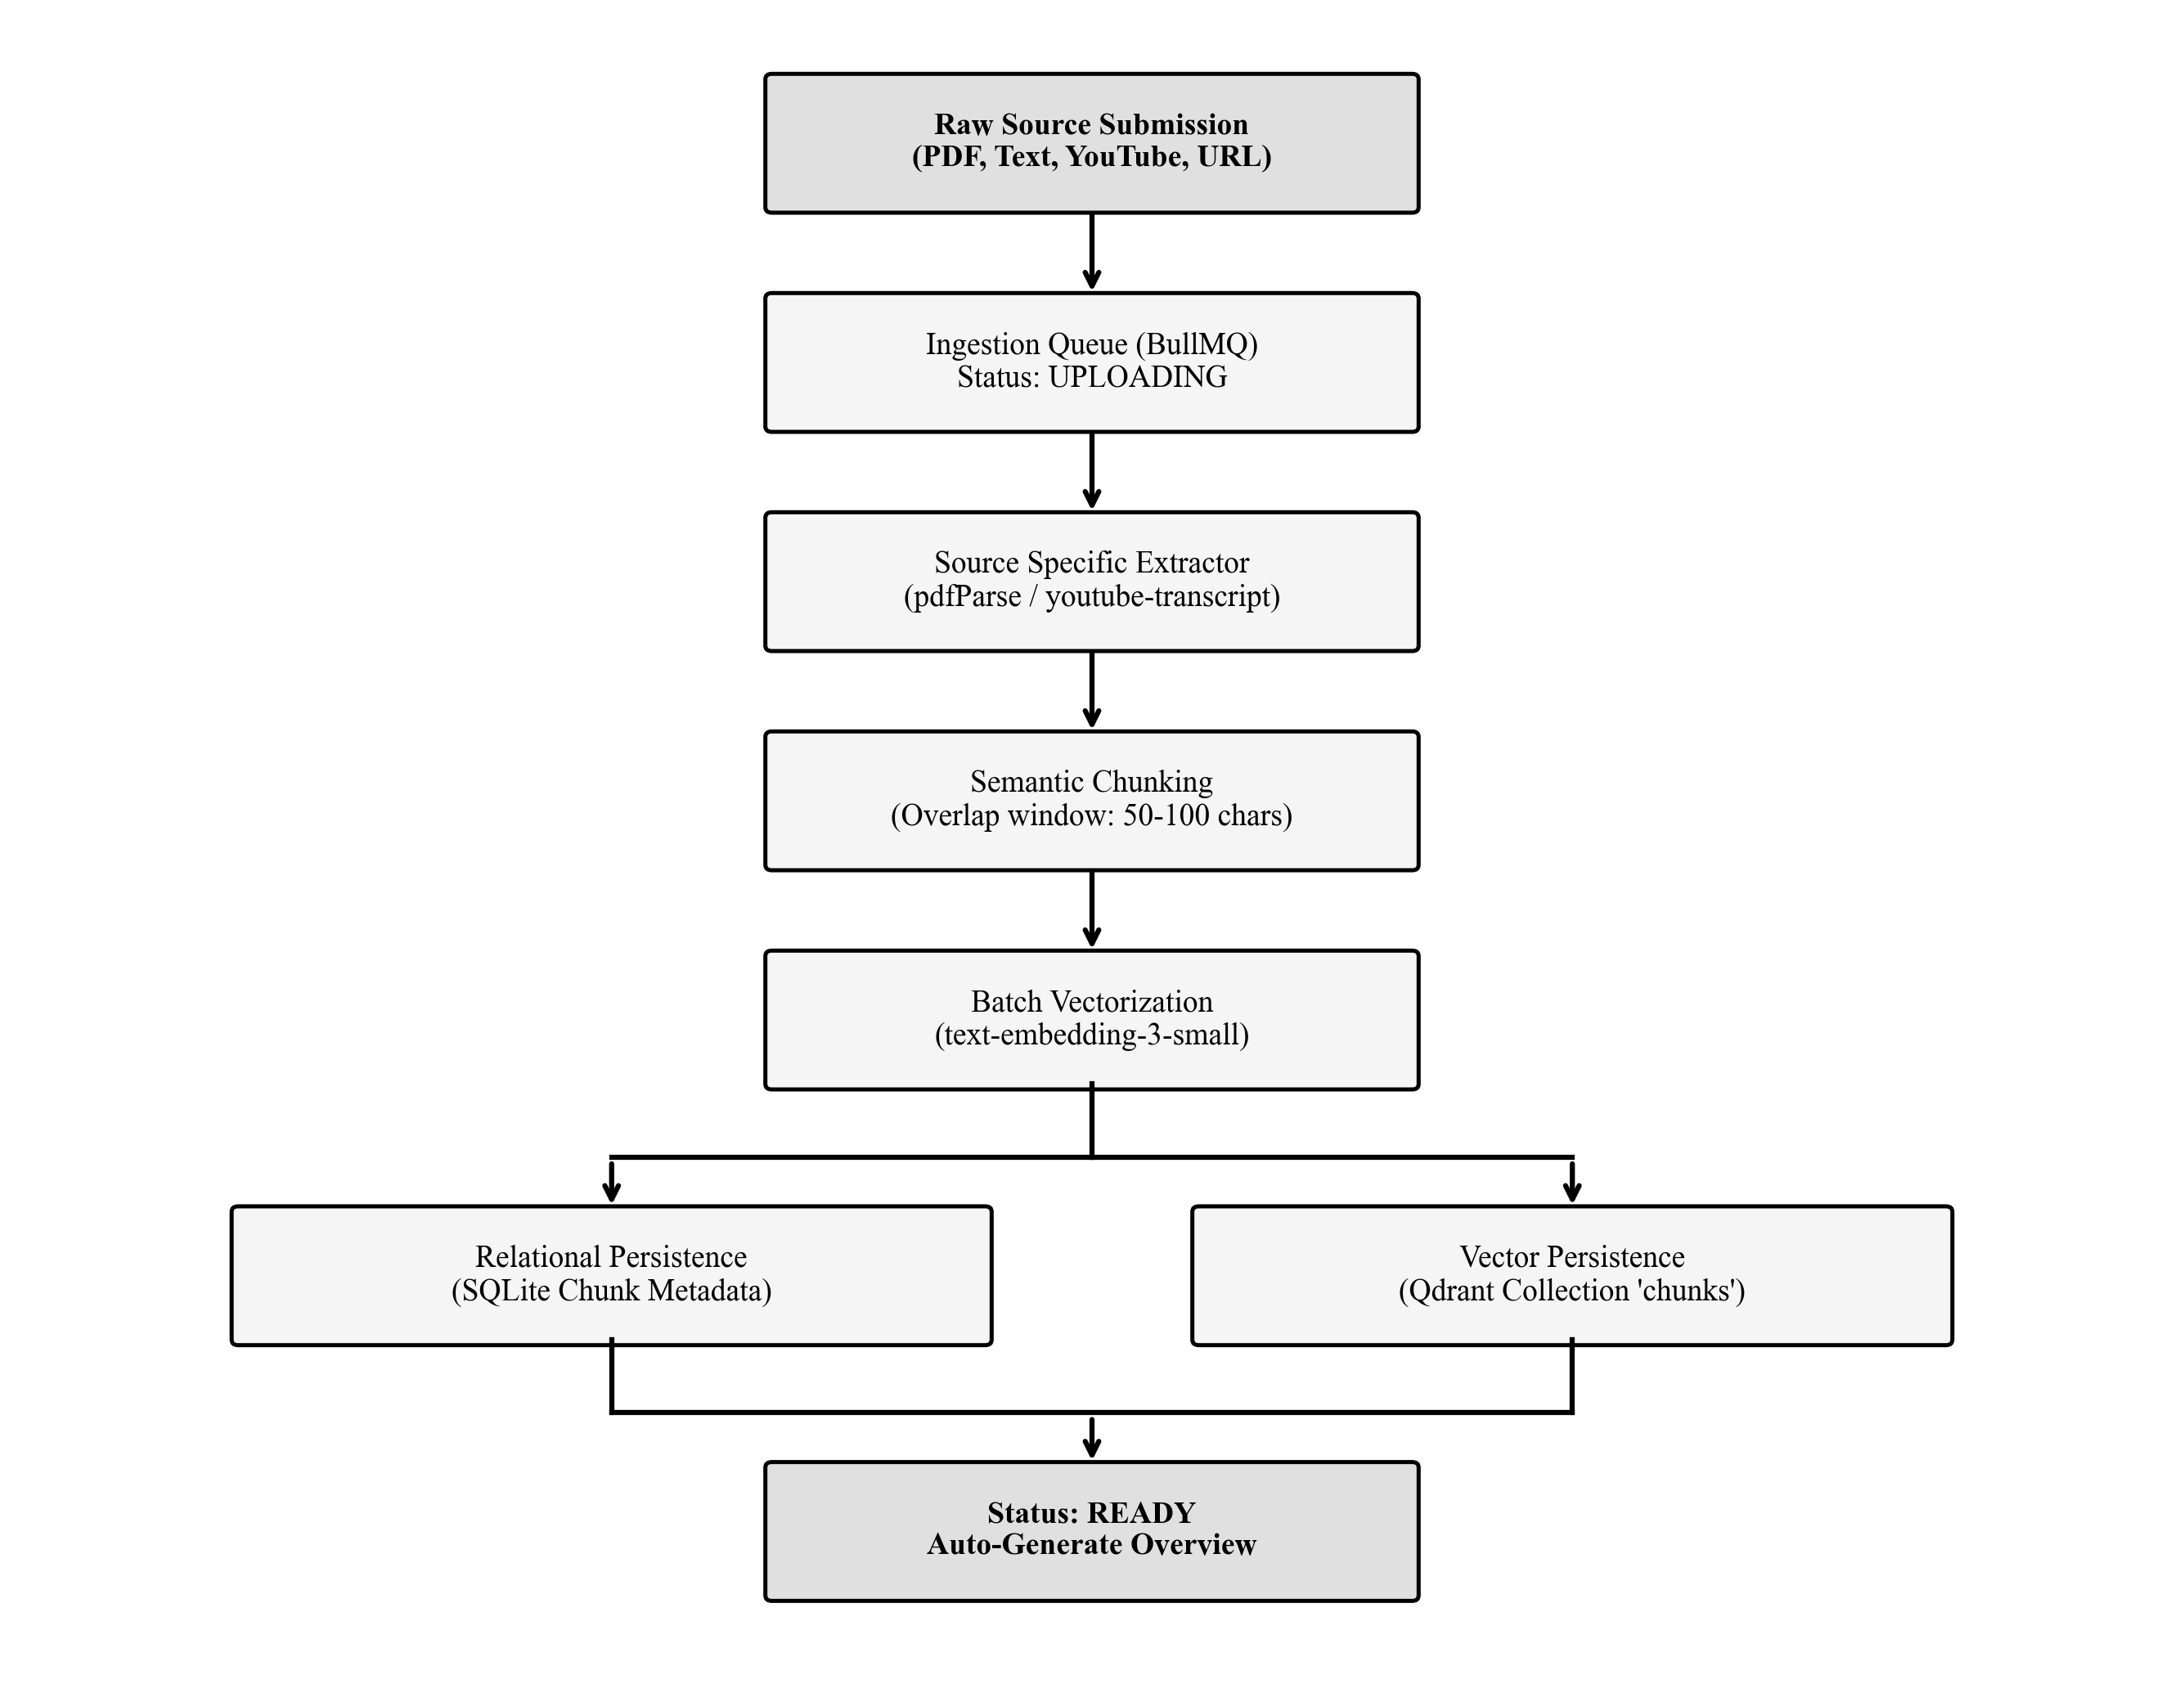 Raw Source Submission
(PDF, Text, YouTube, URL)
Ingestion Queue (BullMQ)
Status: UPLOADING
Source Specific Extractor
(pdfParse / youtube-transcript)
Semantic Chunking
(Overlap window: 50-100 chars)
Batch Vectorization
(text-embedding-3-small)
Relational Persistence
(SQLite Chunk Metadata)
Vector Persistence
(Qdrant Collection 'chunks')
Status: READY
Auto-Generate Overview